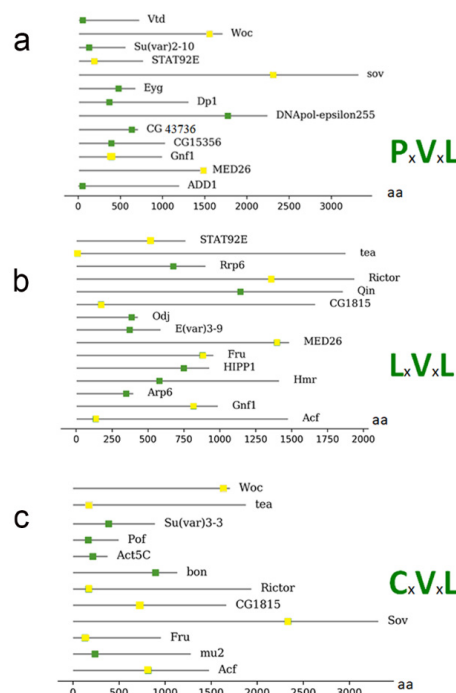 a
Vtd
Woc
Su(var)2-10
STAT92E
sov
Eyg
Dp1
DNApol-epsilon255
CG 43736
CG15356
Gnf1
MED26
ADD1
PxVxL
0 500 1000 1500 2000 2500 3000 aa
b
STAT92E
tea
Rrp6
Rictor
Qin
CG1815
Odj
E(var)3-9
MED26
Fru
HIPP1
Hmr
Arp6
Gnf1
Acf
LxVxL
0 250 500 750 1000 1250 1500 1750 2000
aa
c
Woc
tea
Su(var)3-3
Pof
Act5C
bon
Rictor
CG1815
Sov
Fru
mu2
Acf
CxVxL
0 500 1000 1500 2000 2500 3000 aa